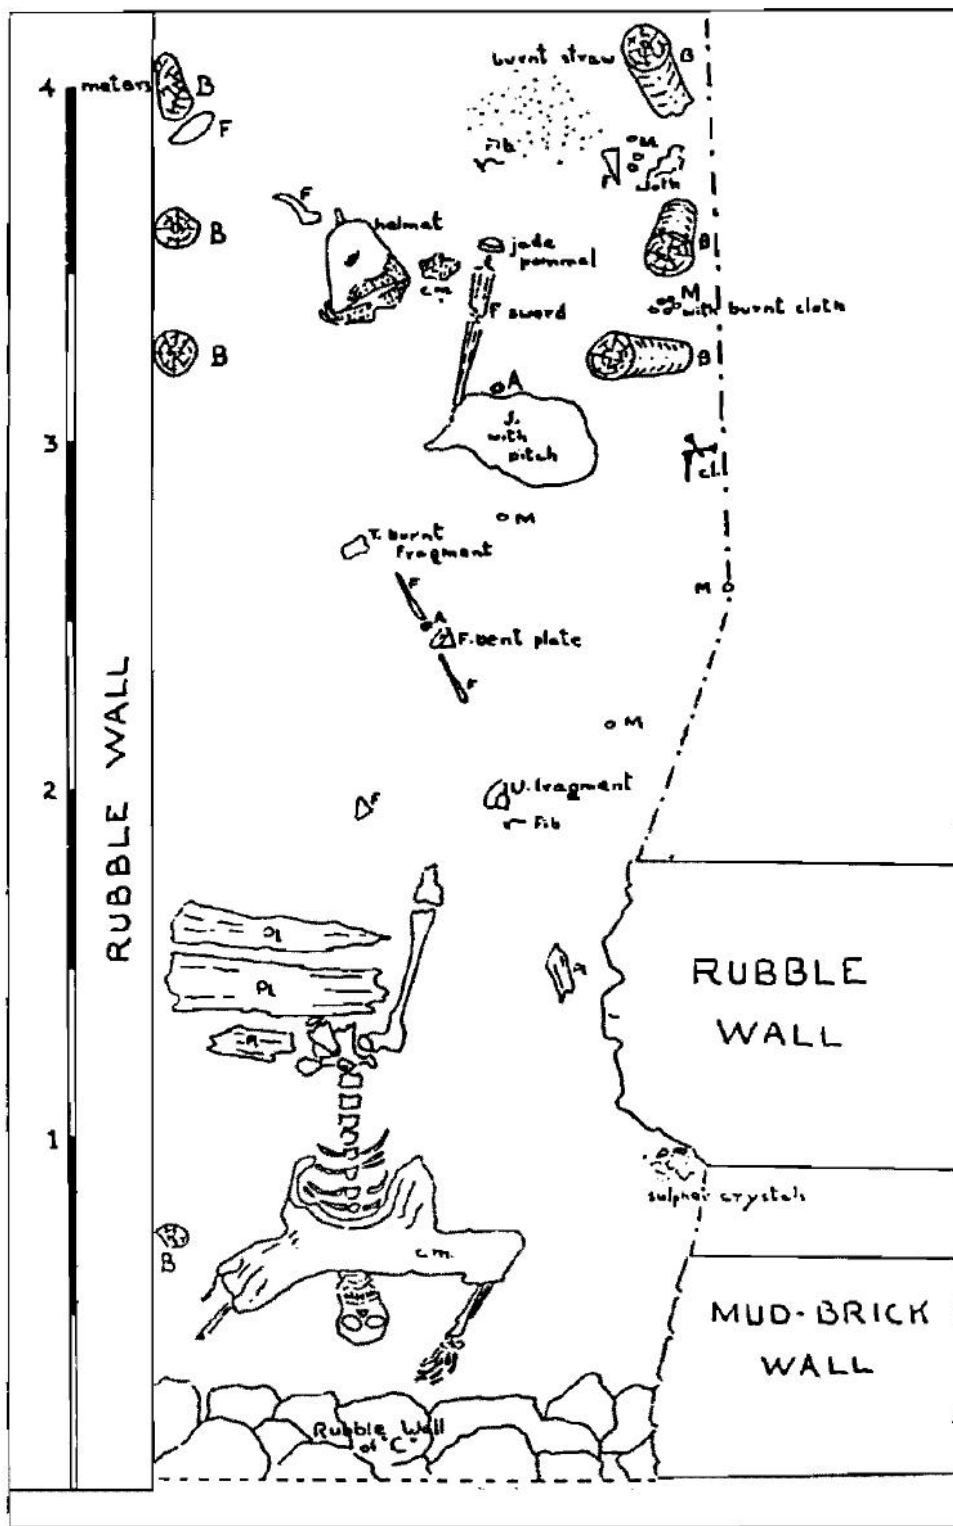 burnt straw
B
4 meters
B
F
Fib
M
F
cloth
F
helmet
B
jade
pommel
B
c.m.
M
with burnt cloth
F sword
B
B
A
3
J.
with
pitch
cl.
M
T. burnt
fragment
F
M
A
F. bent plate
F
M
2
F
U. fragment
Fib
RUBBLE WALL
Pl
Pl
Pl
Pl
RUBBLE
WALL
1
sulphur crystals
c.m.
B
MUD-BRICK
WALL
Rubble Wall
of "C"